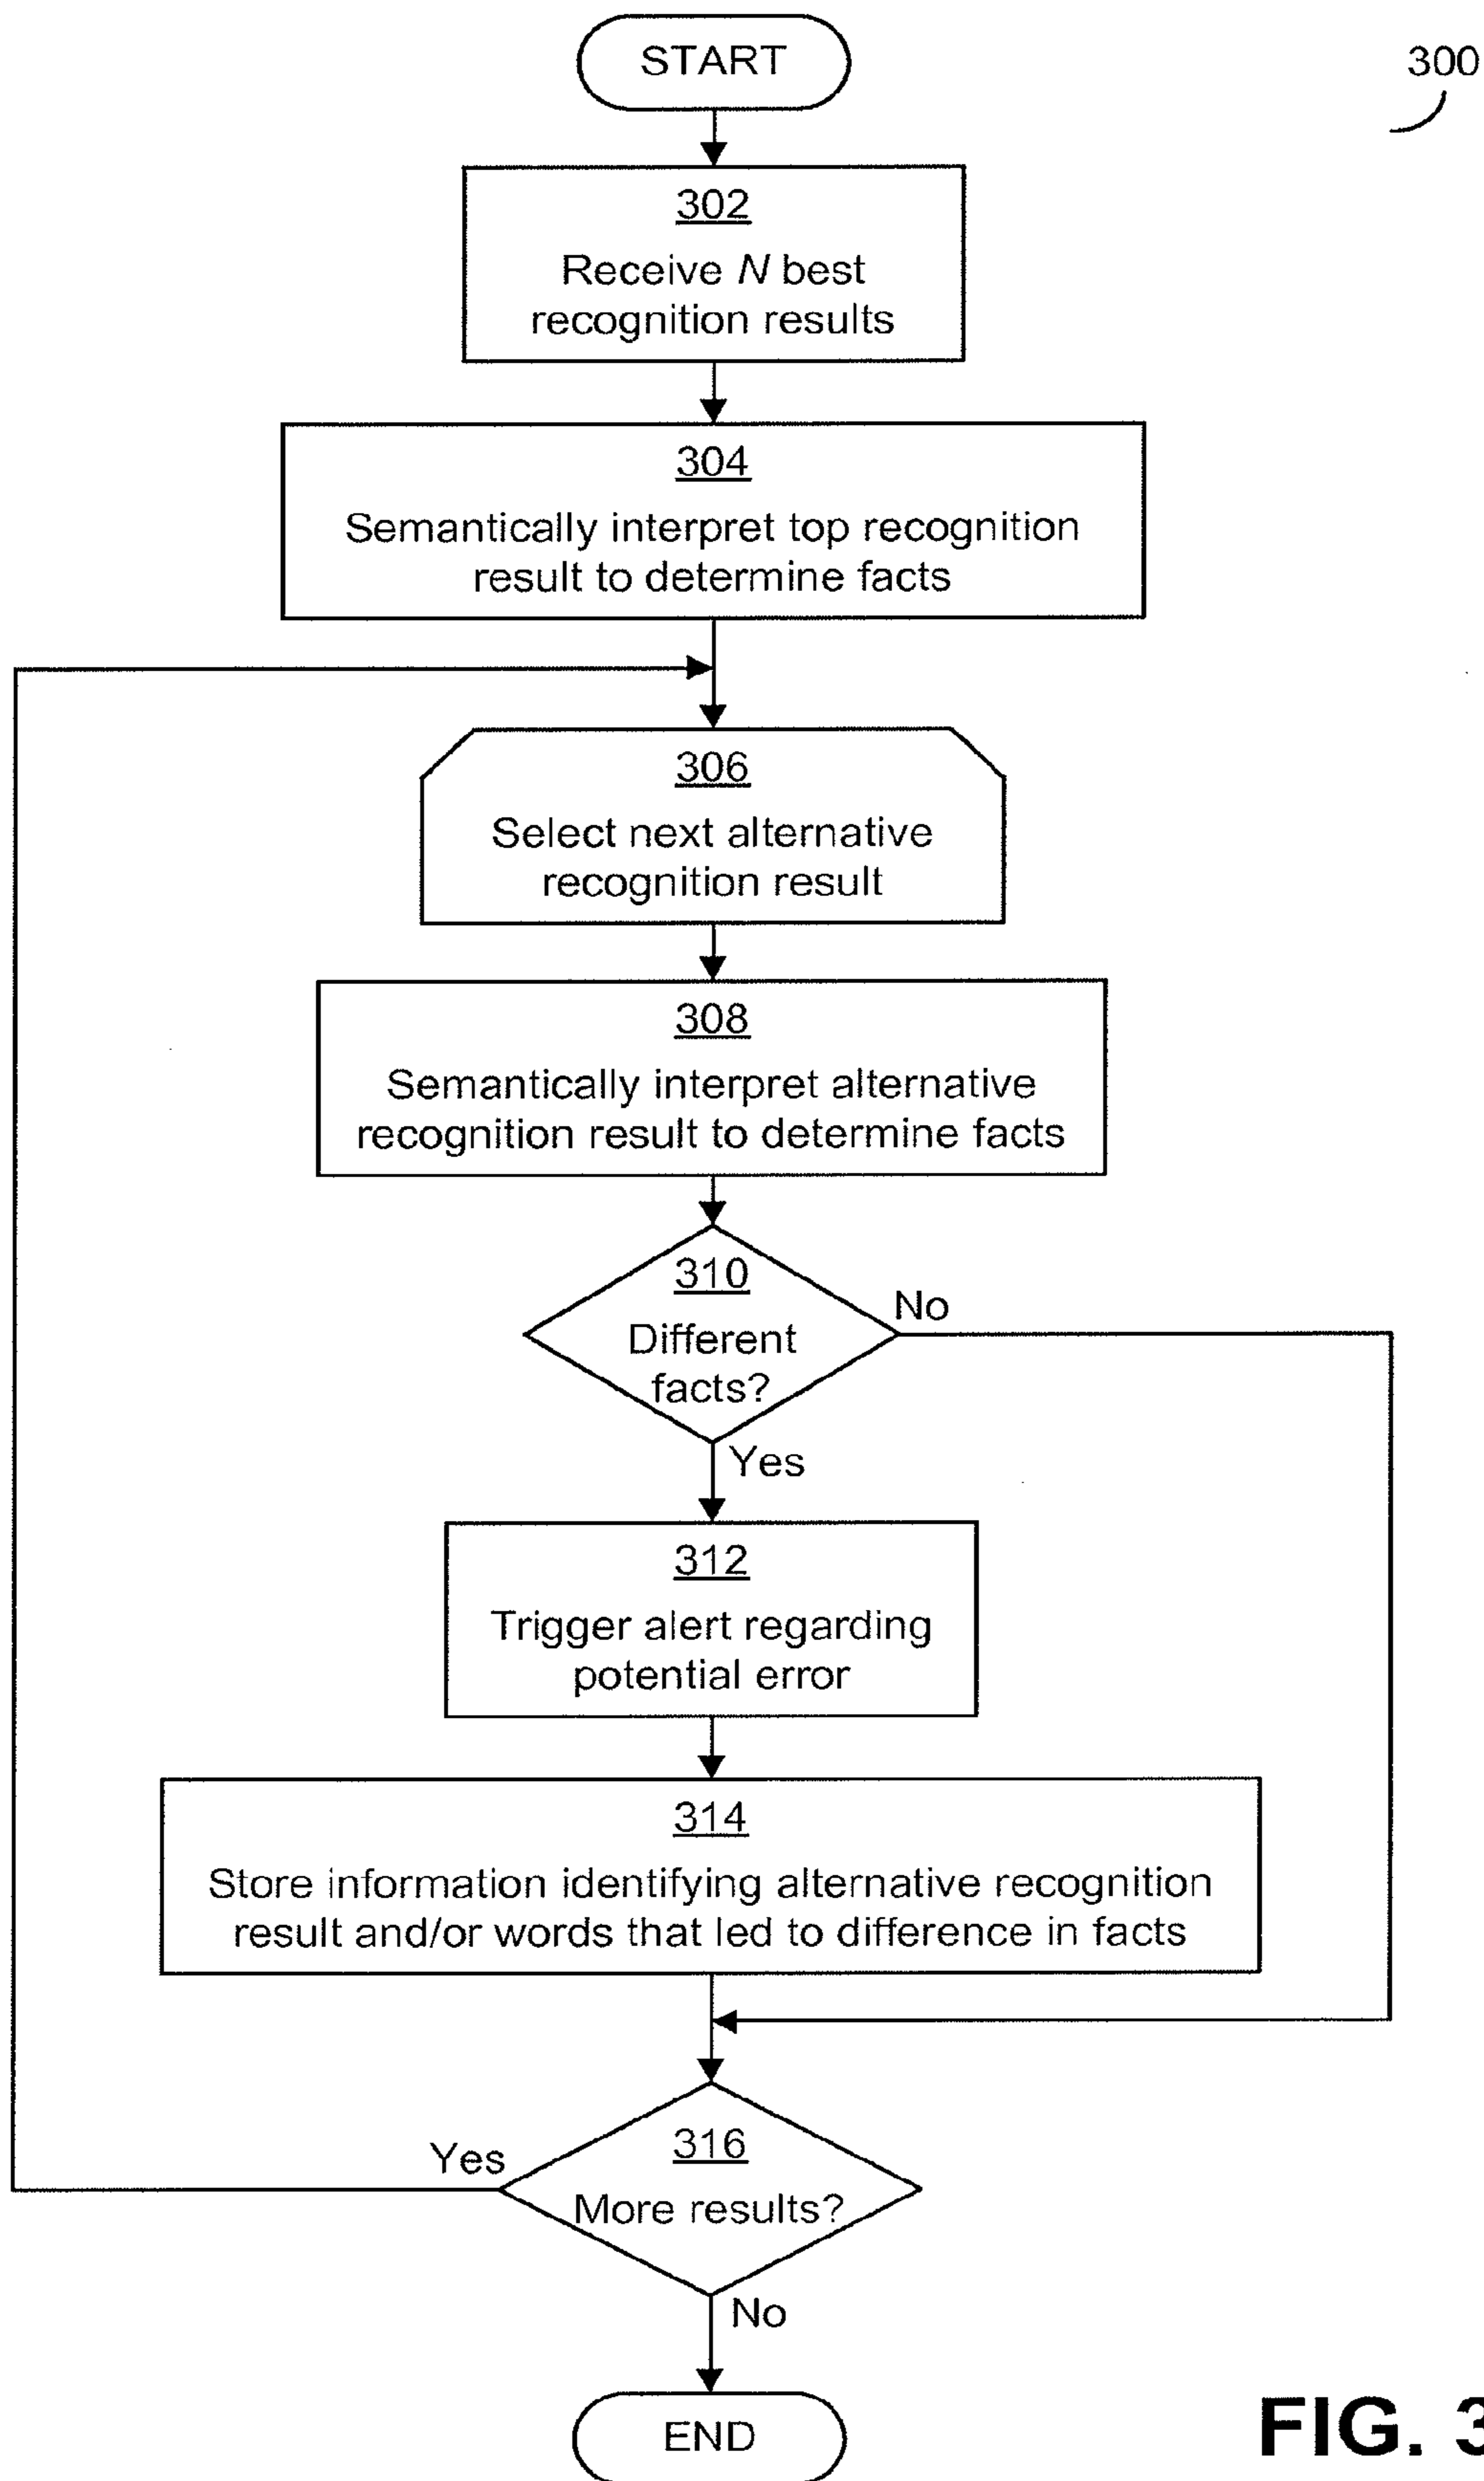 START
300
302
Receive N best
recognition results
304
Semantically interpret top recognition
result to determine facts
306
Select next alternative
recognition result
308
Semantically interpret alternative
recognition result to determine facts
310
Different
facts?
No
Yes
312
Trigger alert regarding
potential error
314
Store information identifying alternative recognition
result and/or words that led to difference in facts
316
More results?
Yes
No
END
FIG. 3